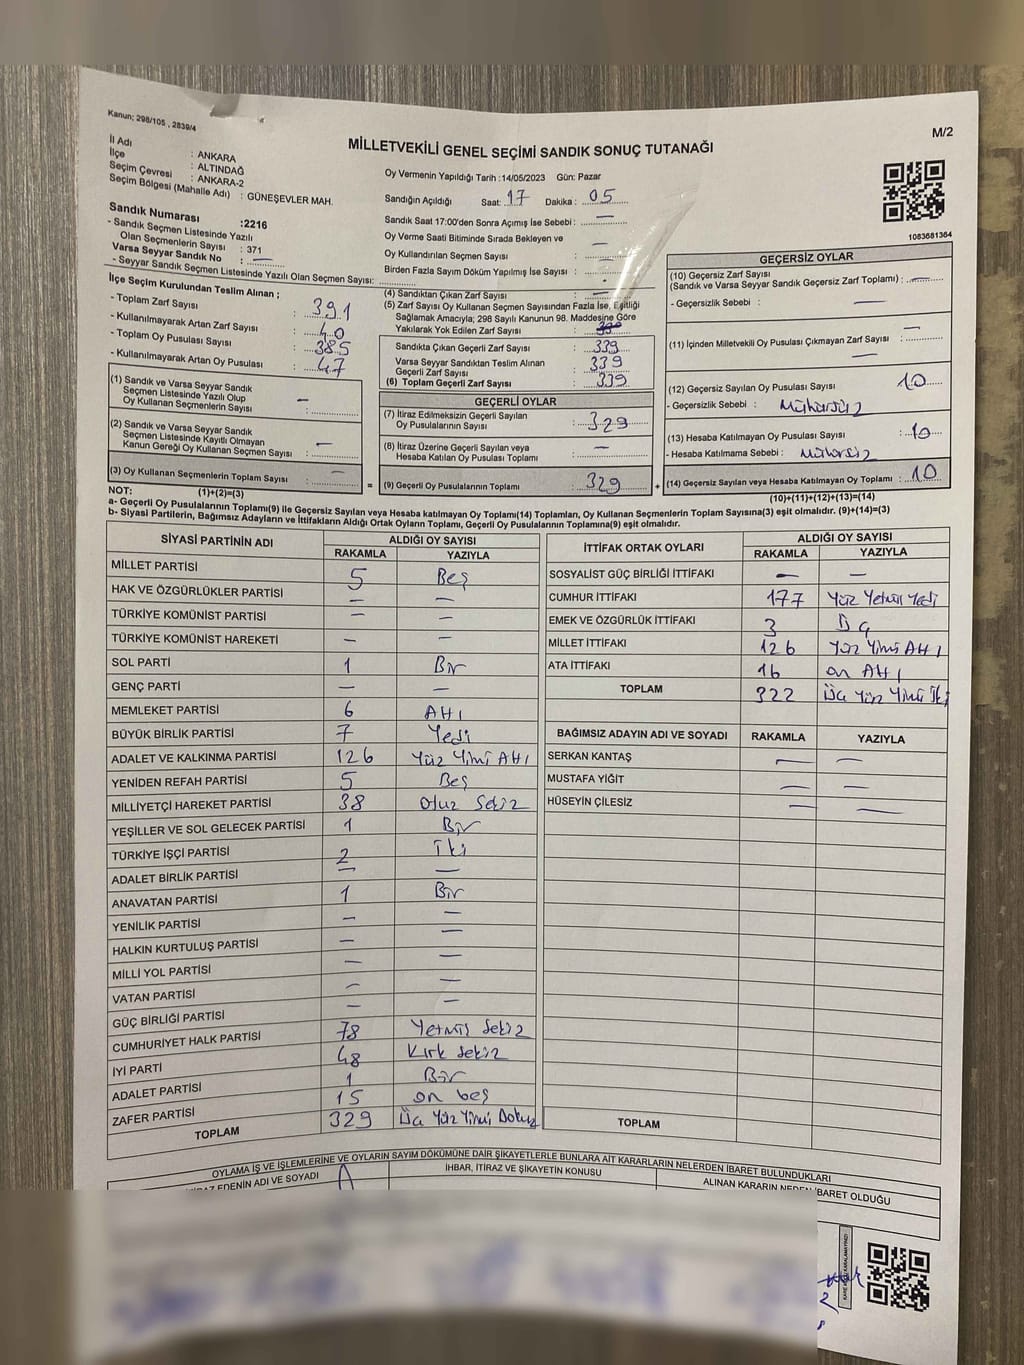 Kanun; 298/105 , 2839/4
M/2
MİLLETVEKİLİ GENEL SEÇİMİ SANDIK SONUÇ TUTANAĞI
İl Adı : ANKARA
İlçe : ALTINDAĞ
Seçim Çevresi : ANKARA-2
Seçim Bölgesi (Mahalle Adı) : GÜNEŞEVLER MAH.
Sandık Numarası :2216
- Sandık Seçmen Listesinde Yazılı
Olan Seçmenlerin Sayısı : 371
Varsa Seyyar Sandık No : —
- Seyyar Sandık Seçmen Listesinde Yazılı Olan Seçmen Sayısı:
Oy Vermenin Yapıldığı Tarih :14/05/2023 Gün: Pazar
Sandığın Açıldığı Saat: 17 Dakika : 05
Sandık Saat 17:00'den Sonra Açımış İse Sebebi : —
Oy Verme Saati Bitiminde Sırada Bekleyen ve
Oy Kullandırılan Seçmen Sayısı : —
Birden Fazla Sayım Döküm Yapılmış İse Sayısı :
1083681364
İlçe Seçim Kurulundan Teslim Alınan ;
- Toplam Zarf Sayısı : 391
- Kullanılmayarak Artan Zarf Sayısı : 40
- Toplam Oy Pusulası Sayısı : 385
- Kullanılmayarak Artan Oy Pusulası : 47
(1) Sandık ve Varsa Seyyar Sandık
Seçmen Listesinde Yazılı Olup
Oy Kullanan Seçmenlerin Sayısı : —
(2) Sandık ve Varsa Seyyar Sandık
Seçmen Listesinde Kayıtlı Olmayan
Kanun Gereği Oy Kullanan Seçmen Sayısı : —
(3) Oy Kullanan Seçmenlerin Toplam Sayısı : —
(1)+(2)=(3)
(4) Sandıktan Çıkan Zarf Sayısı : —
(5) Zarf Sayısı Oy Kullanan Seçmen Sayısından Fazla İse, Eşitliği
Sağlamak Amacıyla; 298 Sayılı Kanunun 98. Maddesine Göre
Yakılarak Yok Edilen Zarf Sayısı :
Sandıkta Çıkan Geçerli Zarf Sayısı : 339
Varsa Seyyar Sandıktan Teslim Alınan
Geçerli Zarf Sayısı : 339
(6) Toplam Geçerli Zarf Sayısı : 339
GEÇERLİ OYLAR
(7) İtiraz Edilmeksizin Geçerli Sayılan
Oy Pusulalarının Sayısı : 329
(8) İtiraz Üzerine Geçerli Sayılan veya
Hesaba Katılan Oy Pusulası Toplamı : —
= (9) Geçerli Oy Pusulalarının Toplamı : 329 +
GEÇERSİZ OYLAR
(10) Geçersiz Zarf Sayısı
(Sandık ve Varsa Seyyar Sandık Geçersiz Zarf Toplamı) : —
- Geçersizlik Sebebi : —
(11) İçinden Milletvekili Oy Pusulası Çıkmayan Zarf Sayısı : —
(12) Geçersiz Sayılan Oy Pusulası Sayısı 10
- Geçersizlik Sebebi : Mühürsüz
(13) Hesaba Katılmayan Oy Pusulası Sayısı : 10
- Hesaba Katılmama Sebebi : Mühürsüz
(14) Geçersiz Sayılan veya Hesaba Katılmayan Oy Toplamı : 10
(10)+(11)+(12)+(13)=(14)
NOT:
a- Geçerli Oy Pusulalarının Toplamı(9) ile Geçersiz Sayılan veya Hesaba katılmayan Oy Toplamı(14) Toplamları, Oy Kullanan Seçmenlerin Toplam Sayısına(3) eşit olmalıdır. (9)+(14)=(3)
b- Siyasi Partilerin, Bağımsız Adayların ve İttifakların Aldığı Ortak Oyların Toplamı, Geçerli Oy Pusulalarının Toplamına(9) eşit olmalıdır.
SİYASİ PARTİNİN ADI ALDIĞI OY SAYISI
RAKAMLA YAZIYLA
MİLLET PARTİSİ 5 Beş
HAK VE ÖZGÜRLÜKLER PARTİSİ — —
TÜRKİYE KOMÜNİST PARTİSİ — —
TÜRKİYE KOMÜNİST HAREKETİ — —
SOL PARTİ 1 Bir
GENÇ PARTİ — —
MEMLEKET PARTİSİ 6 Altı
BÜYÜK BİRLİK PARTİSİ 7 Yedi
ADALET VE KALKINMA PARTİSİ 126 Yüz Yirmi Altı
YENİDEN REFAH PARTİSİ 5 Beş
MİLLİYETÇİ HAREKET PARTİSİ 38 Otuz Sekiz
YEŞİLLER VE SOL GELECEK PARTİSİ 1 Bir
TÜRKİYE İŞÇİ PARTİSİ 2 İki
ADALET BİRLİK PARTİSİ — —
ANAVATAN PARTİSİ 1 Bir
YENİLİK PARTİSİ — —
HALKIN KURTULUŞ PARTİSİ — —
MİLLİ YOL PARTİSİ — —
VATAN PARTİSİ — —
GÜÇ BİRLİĞİ PARTİSİ — —
CUMHURİYET HALK PARTİSİ 78 Yetmiş Sekiz
İYİ PARTİ 48 Kırk Sekiz
ADALET PARTİSİ 1 Bir
ZAFER PARTİSİ 15 on beş
TOPLAM 329 Üç Yüz Yirmi Dokuz
İTTİFAK ORTAK OYLARI ALDIĞI OY SAYISI
RAKAMLA YAZIYLA
SOSYALİST GÜÇ BİRLİĞİ İTTİFAKI — —
CUMHUR İTTİFAKI 177 Yüz Yetmiş Yedi
EMEK VE ÖZGÜRLÜK İTTİFAKI 3 Üç
MİLLET İTTİFAKI 126 Yüz Yirmi Altı
ATA İTTİFAKI 16 on Altı
TOPLAM 322 Üç Yüz Yirmi İki
BAĞIMSIZ ADAYIN ADI VE SOYADI RAKAMLA YAZIYLA
SERKAN KANTAŞ — —
MUSTAFA YİĞİT — —
HÜSEYİN ÇİLESİZ — —
TOPLAM
OYLAMA İŞ VE İŞLEMLERİNE VE OYLARIN SAYIM DÖKÜMÜNE DAİR ŞİKAYETLERLE BUNLARA AİT KARARLARIN NELERDEN İBARET BULUNDUKLARI
EDENİN ADI VE SOYADI İHBAR, İTİRAZ VE ŞİKAYETİN KONUSU ALINAN KARARIN NEDEN İBARET OLDUĞU